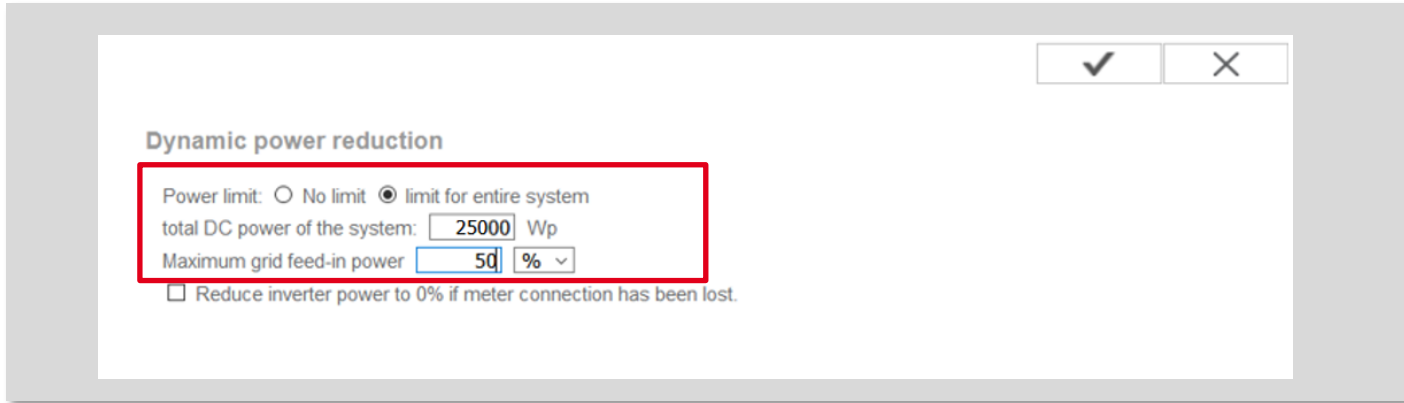 Dynamic power reduction
Power limit: No limit limit for entire system
total DC power of the system: 25000 Wp
Maximum grid feed-in power 50 %
Reduce inverter power to 0% if meter connection has been lost.